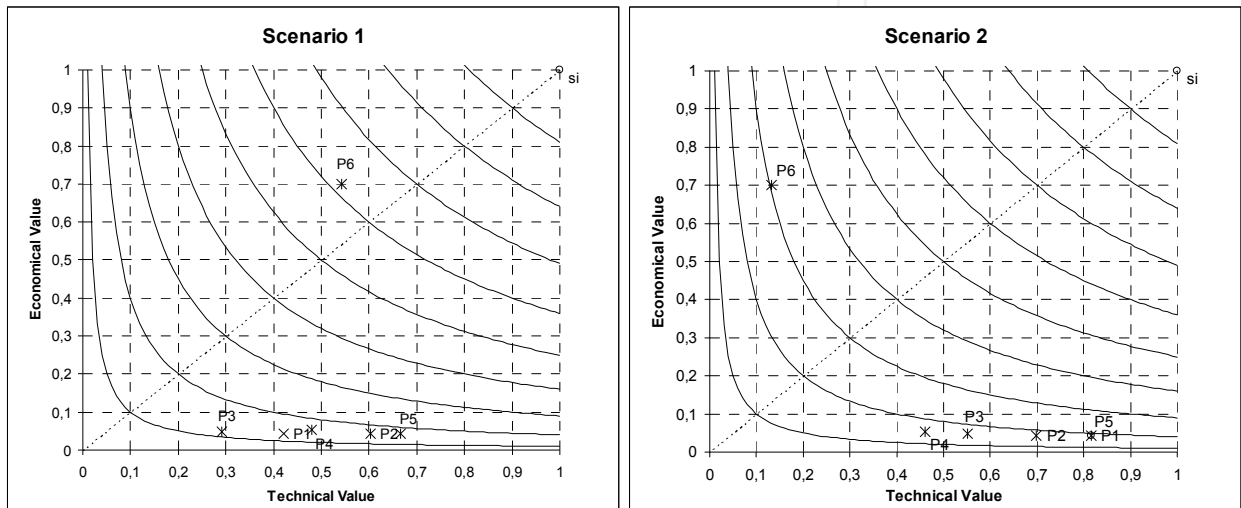 Scenario 1
1
0,9
0,8
0,7
0,6
0,5
0,4
0,3
0,2
0,1
0
Economical Value
si
P6
P3
P1
P4
P2
P5
0 0,1 0,2 0,3 0,4 0,5 0,6 0,7 0,8 0,9 1
Technical Value
Scenario 2
1
0,9
0,8
0,7
0,6
0,5
0,4
0,3
0,2
0,1
0
Economical Value
si
P6
P3
P4
P2
P5
P1
0 0,1 0,2 0,3 0,4 0,5 0,6 0,7 0,8 0,9 1
Technical Value